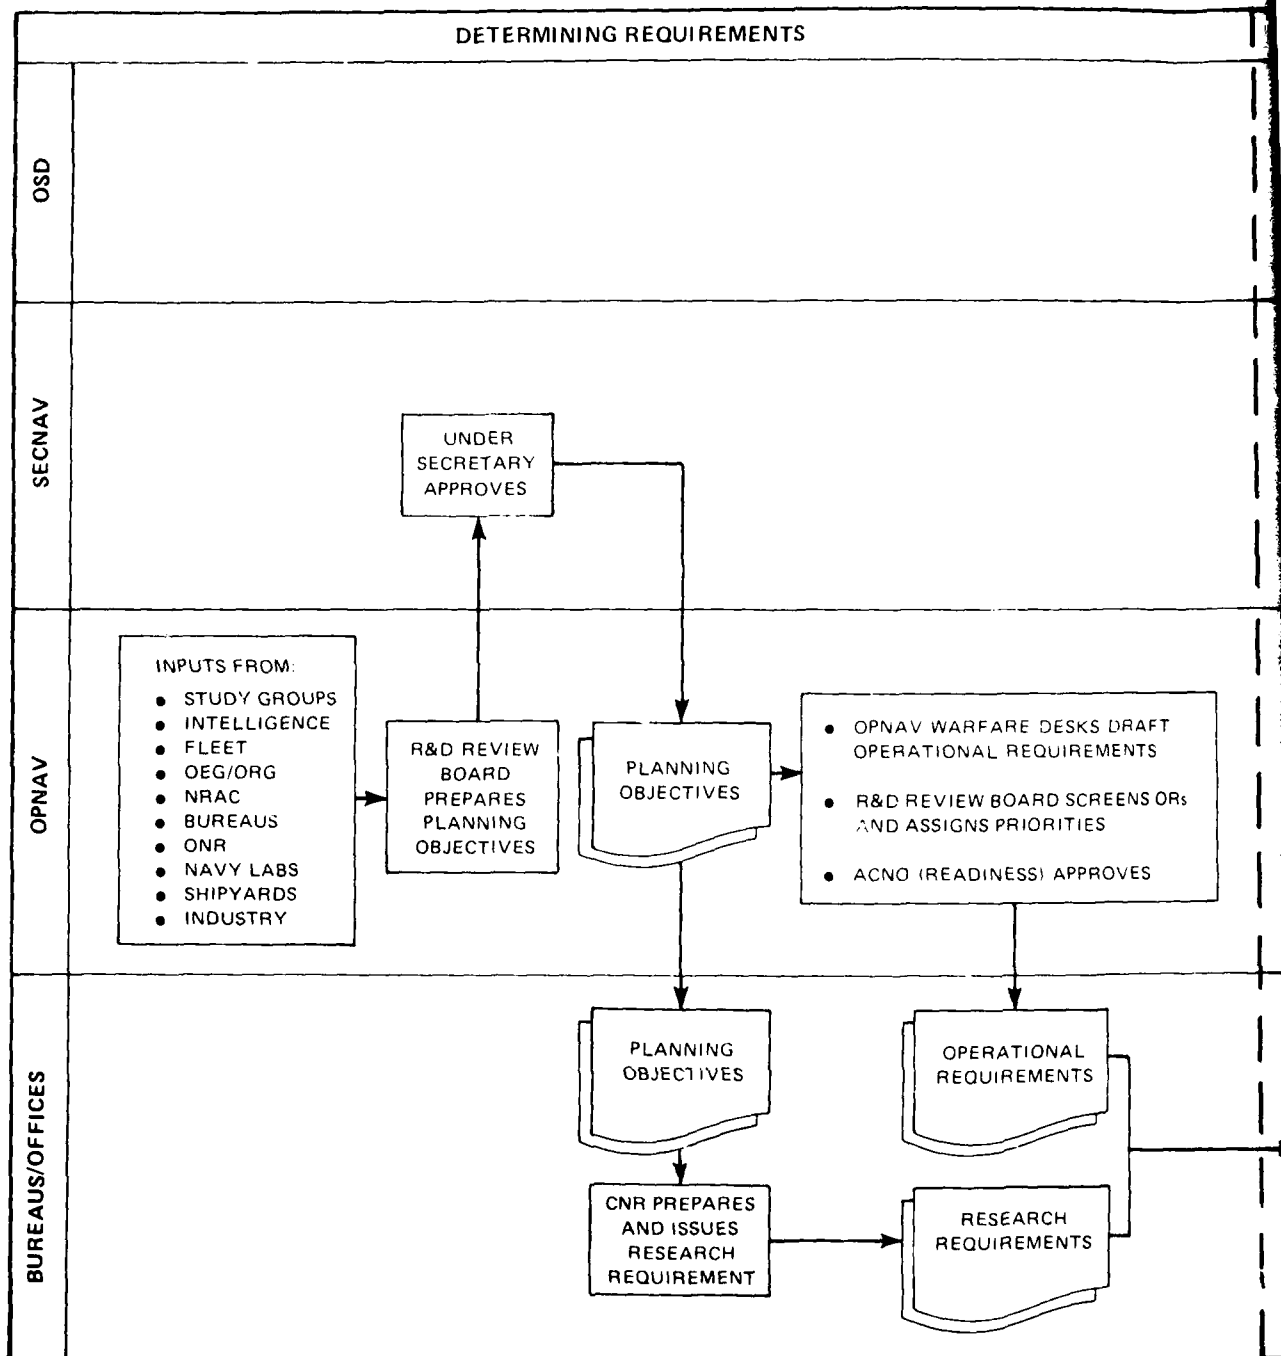 DETERMINING REQUIREMENTS
OSD
SECNAV
UNDER
SECRETARY
APPROVES
OPNAV
INPUTS FROM:
● STUDY GROUPS
● INTELLIGENCE
● FLEET
● OEG/ORG
● NRAC
● BUREAUS
● ONR
● NAVY LABS
● SHIPYARDS
● INDUSTRY
R&D REVIEW
BOARD
PREPARES
PLANNING
OBJECTIVES
PLANNING
OBJECTIVES
● OPNAV WARFARE DESKS DRAFT
OPERATIONAL REQUIREMENTS
● R&D REVIEW BOARD SCREENS ORs
AND ASSIGNS PRIORITIES
● ACNO (READINESS) APPROVES
BUREAUS/OFFICES
PLANNING
OBJECTIVES
OPERATIONAL
REQUIREMENTS
CNR PREPARES
AND ISSUES
RESEARCH
REQUIREMENT
RESEARCH
REQUIREMENTS